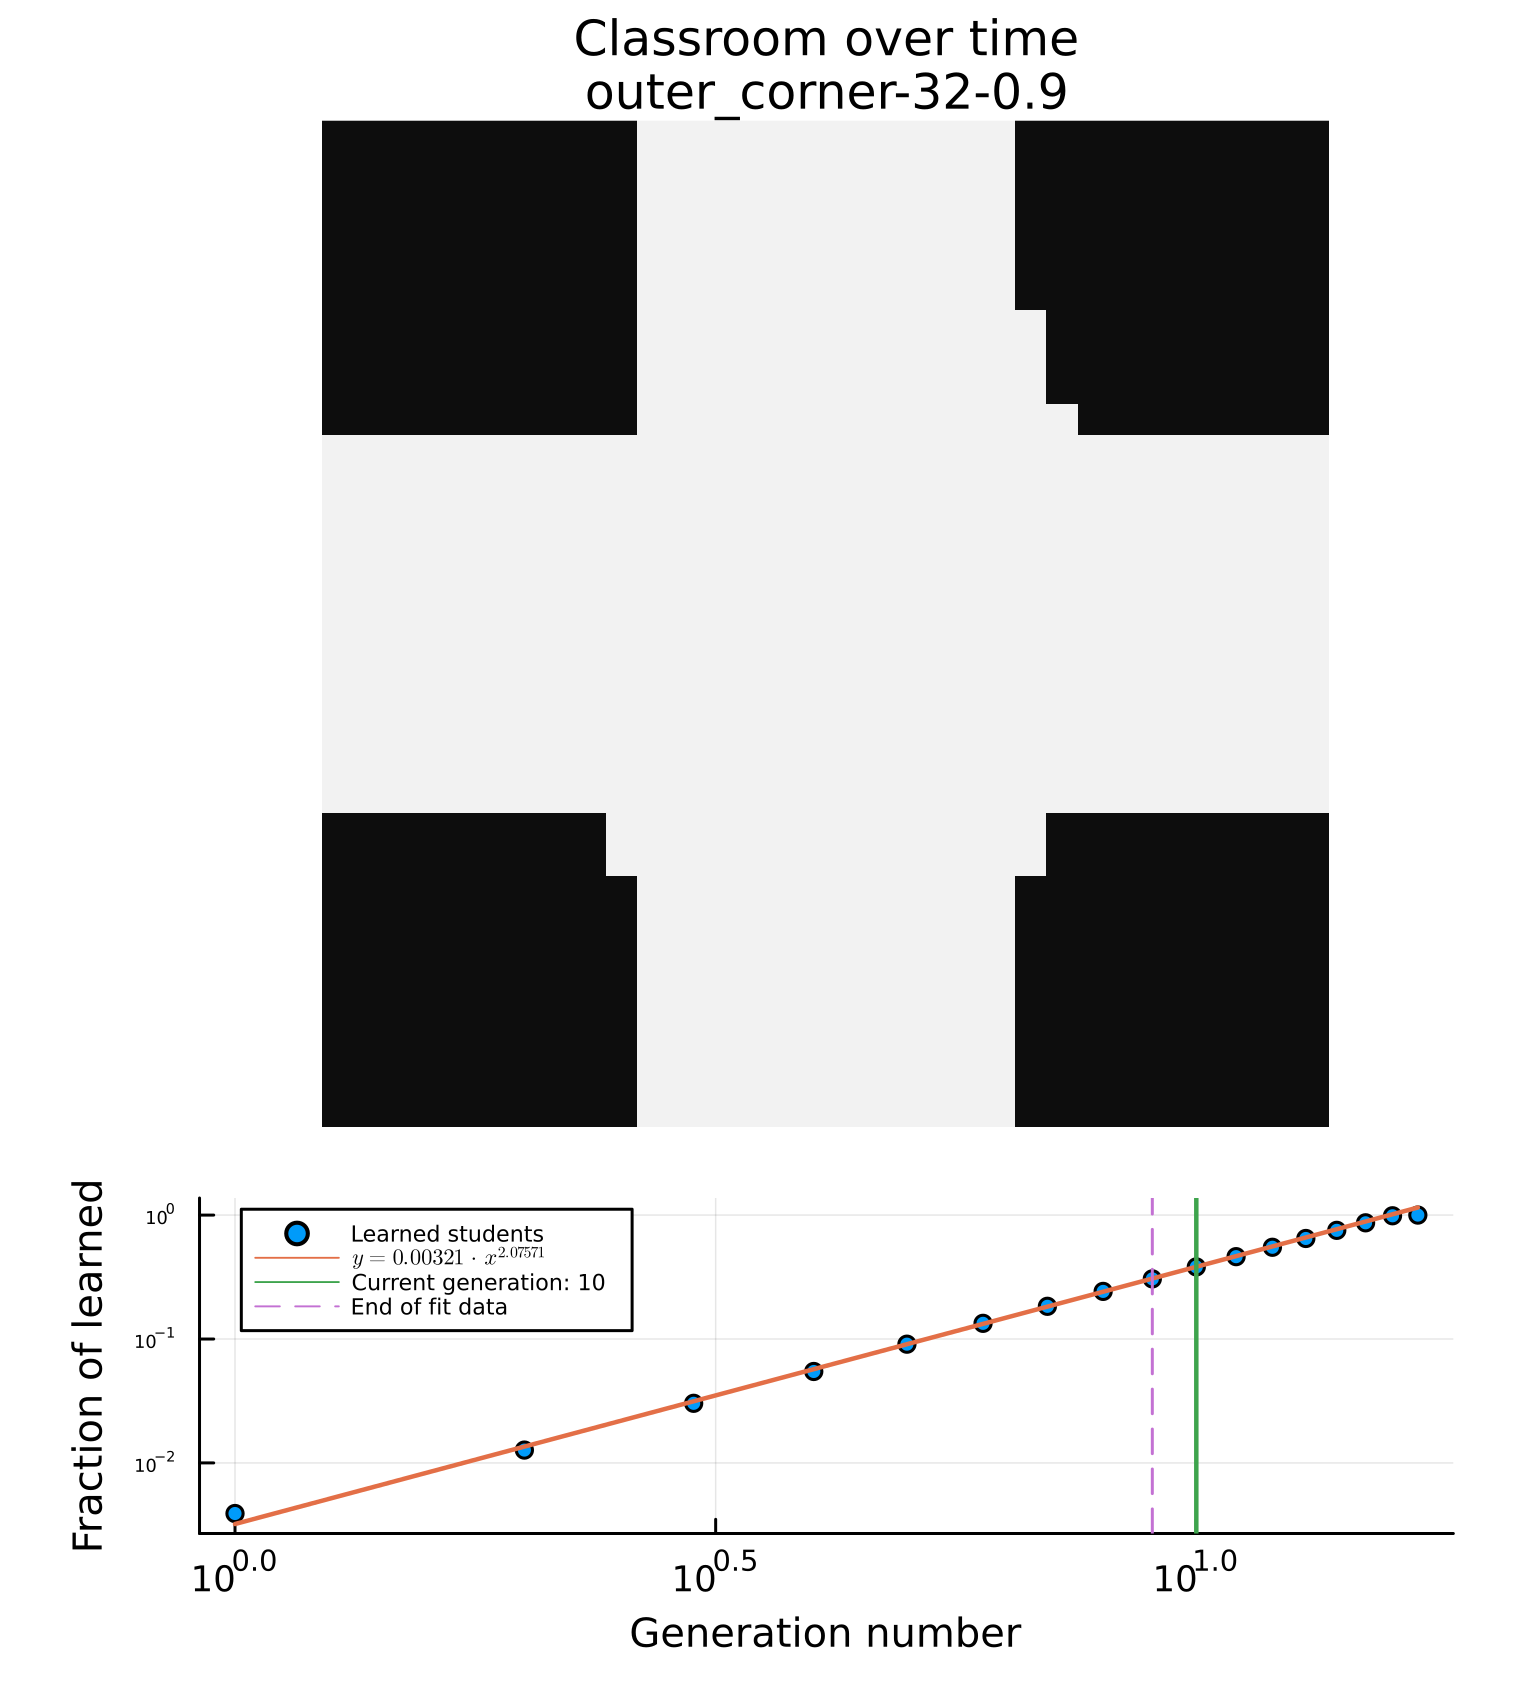 Classroom over time
outer_corner-32-0.9
Fraction of learned
10^0
10^-1
10^-2
Learned students
y = 0.00321 · x^2.07571
Current generation: 10
End of fit data
10^0.0 10^0.5 10^1.0
Generation number